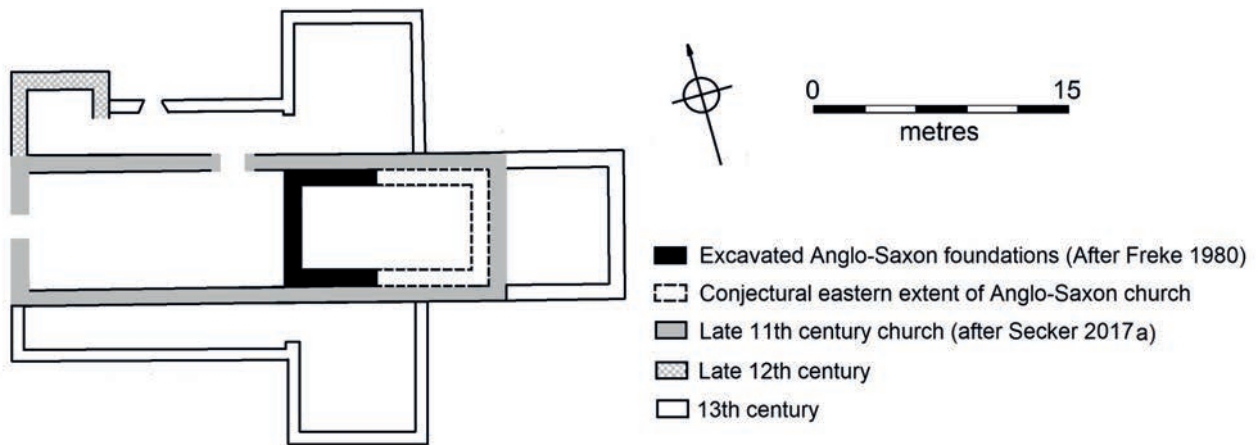 0 15
metres
Excavated Anglo-Saxon foundations (After Freke 1980)
Conjectural eastern extent of Anglo-Saxon church
Late 11th century church (after Secker 2017a)
Late 12th century
13th century